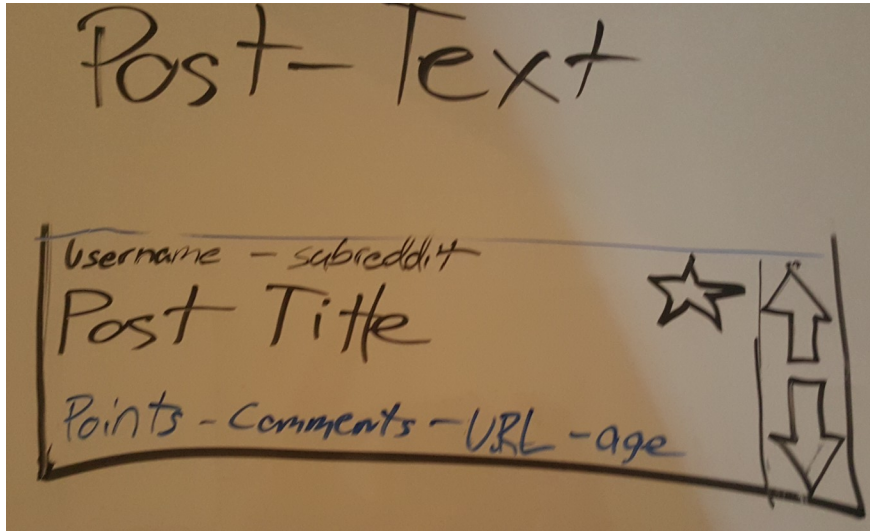 Post-Text
Username - subreddit
Post Title
Points - Comments - URL - age